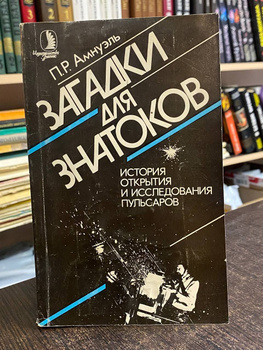 П.Р. Амнуэль
ЗАГАДКИ
ДЛЯ
ЗНАТОКОВ
ИСТОРИЯ
ОТКРЫТИЯ
И ИССЛЕДОВАНИЯ
ПУЛЬСАРОВ